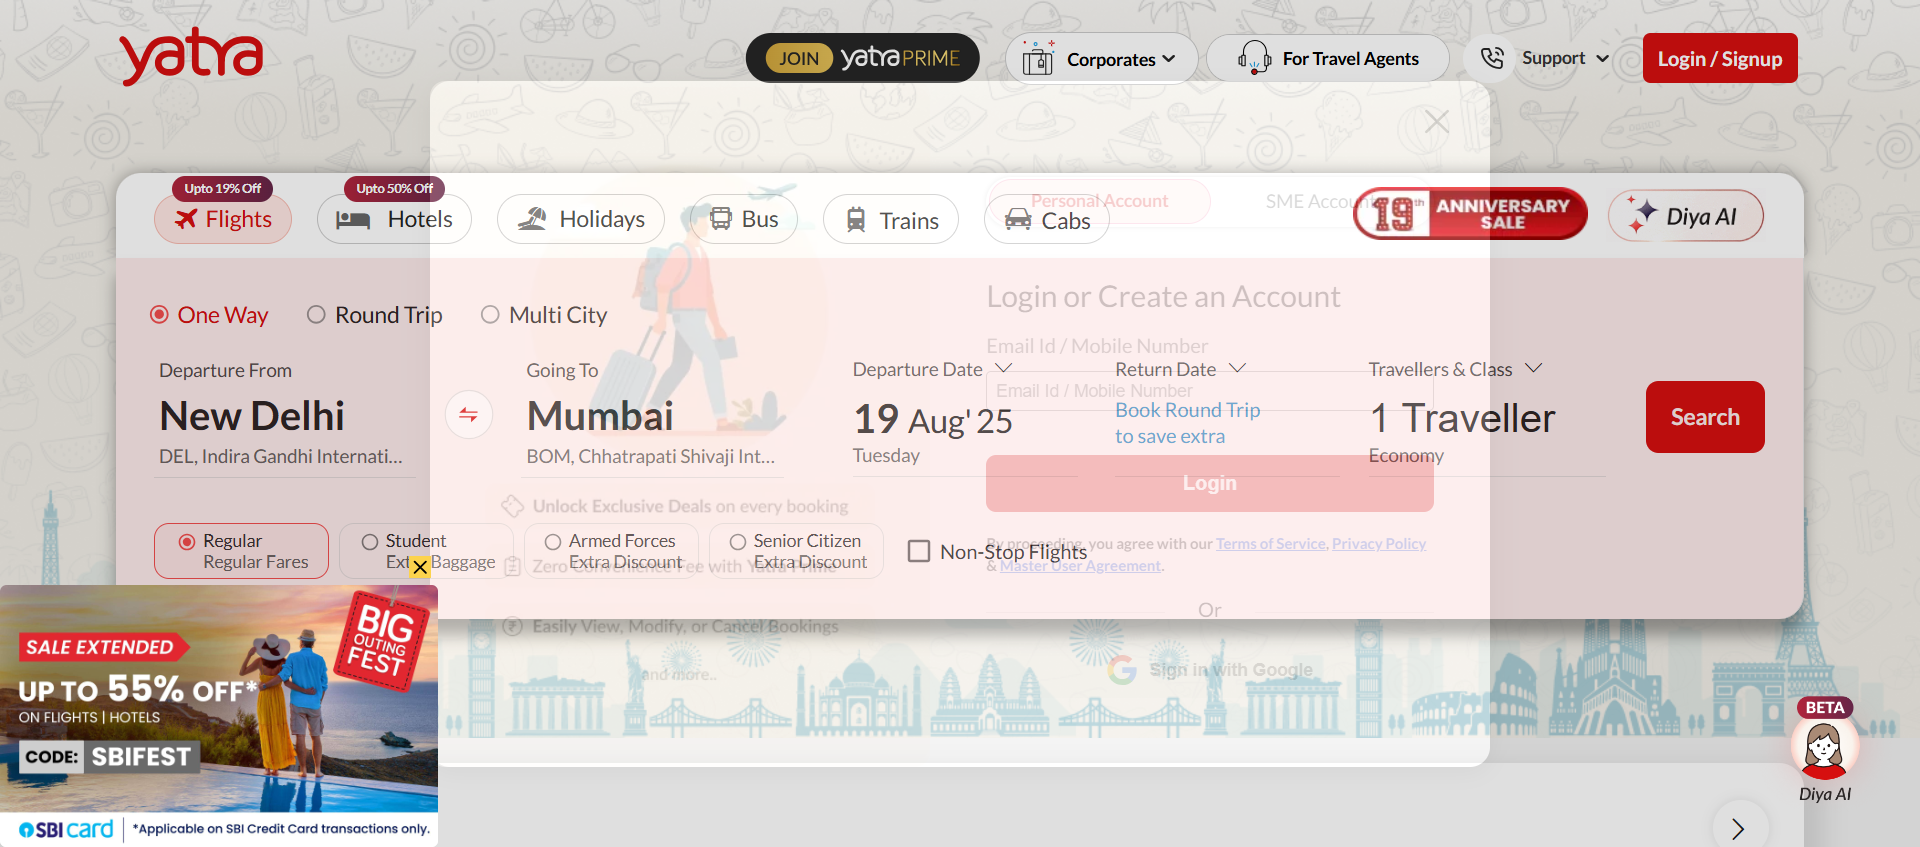 yatra
JOIN yatra PRIME
Corporates
For Travel Agents
Support
Login / Signup
Upto 19% Off
Upto 50% Off
Flights
Hotels
Holidays
Bus
Trains
Cabs
Personal Account
SME Account
19th ANNIVERSARY SALE
Diya AI
One Way
Round Trip
Multi City
Login or Create an Account
Email Id / Mobile Number
Email Id / Mobile Number
Departure From
New Delhi
DEL, Indira Gandhi Internati...
Going To
Mumbai
BOM, Chhatrapati Shivaji Int...
Departure Date
19 Aug' 25
Tuesday
Return Date
Book Round Trip
to save extra
Travellers & Class
1 Traveller
Economy
Search
Login
Unlock Exclusive Deals on every booking
Regular
Regular Fares
Student
Extra Baggage
Armed Forces
Extra Discount
Senior Citizen
Extra Discount
Non-Stop Flights
Zero Convenience Fee with Yatra Prime
By proceeding, you agree with our Terms of Service, Privacy Policy
& Master User Agreement.
Or
Easily View, Modify, or Cancel Bookings
and more..
Sign in with Google
BIG
OUTING
FEST
SALE EXTENDED
UP TO 55% OFF*
ON FLIGHTS | HOTELS
CODE: SBIFEST
SBI card
*Applicable on SBI Credit Card transactions only.
BETA
Diya AI